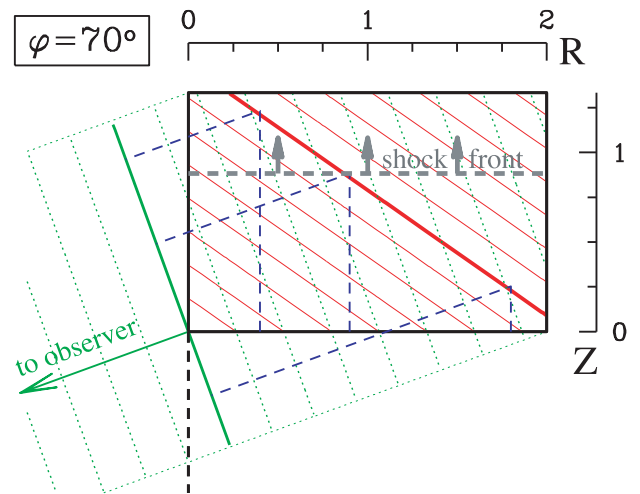 φ=70°
0 1 2
R
shock front
1
0
Z
to observer